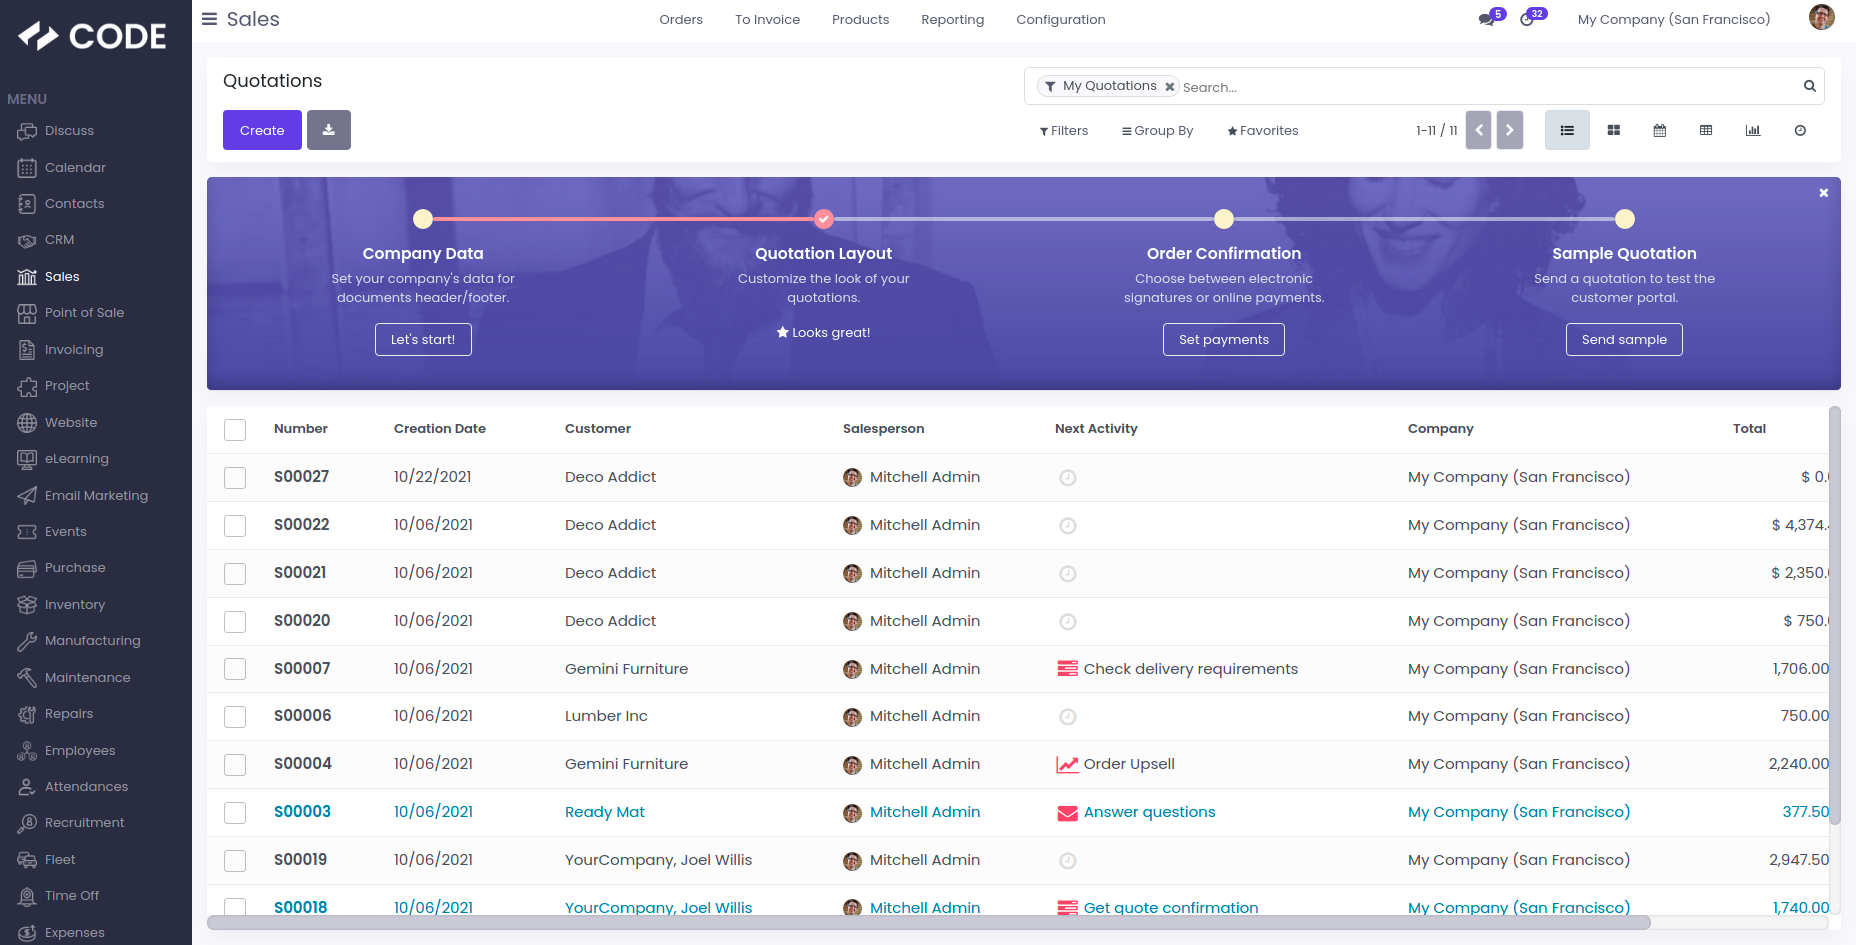 CODE
Sales
Orders To Invoice Products Reporting Configuration
5 32 My Company (San Francisco)
MENU
Discuss
Calendar
Contacts
CRM
Sales
Point of Sale
Invoicing
Project
Website
eLearning
Email Marketing
Events
Purchase
Inventory
Manufacturing
Maintenance
Repairs
Employees
Attendances
Recruitment
Fleet
Time Off
Expenses
Quotations
My Quotations Search...
Create
Filters Group By Favorites 1-11 / 11
Company Data
Set your company's data for
documents header/footer.
Let's start!
Quotation Layout
Customize the look of your
quotations.
Looks great!
Order Confirmation
Choose between electronic
signatures or online payments.
Set payments
Sample Quotation
Send a quotation to test the
customer portal.
Send sample
Number Creation Date Customer Salesperson Next Activity Company Total
S00027 10/22/2021 Deco Addict Mitchell Admin My Company (San Francisco) $ 0.
S00022 10/06/2021 Deco Addict Mitchell Admin My Company (San Francisco) $ 4,374.
S00021 10/06/2021 Deco Addict Mitchell Admin My Company (San Francisco) $ 2,350.
S00020 10/06/2021 Deco Addict Mitchell Admin My Company (San Francisco) $ 750.
S00007 10/06/2021 Gemini Furniture Mitchell Admin Check delivery requirements My Company (San Francisco) 1,706.00
S00006 10/06/2021 Lumber Inc Mitchell Admin My Company (San Francisco) 750.00
S00004 10/06/2021 Gemini Furniture Mitchell Admin Order Upsell My Company (San Francisco) 2,240.00
S00003 10/06/2021 Ready Mat Mitchell Admin Answer questions My Company (San Francisco) 377.50
S00019 10/06/2021 YourCompany, Joel Willis Mitchell Admin My Company (San Francisco) 2,947.50
S00018 10/06/2021 YourCompany, Joel Willis Mitchell Admin Get quote confirmation My Company (San Francisco) 1,740.00